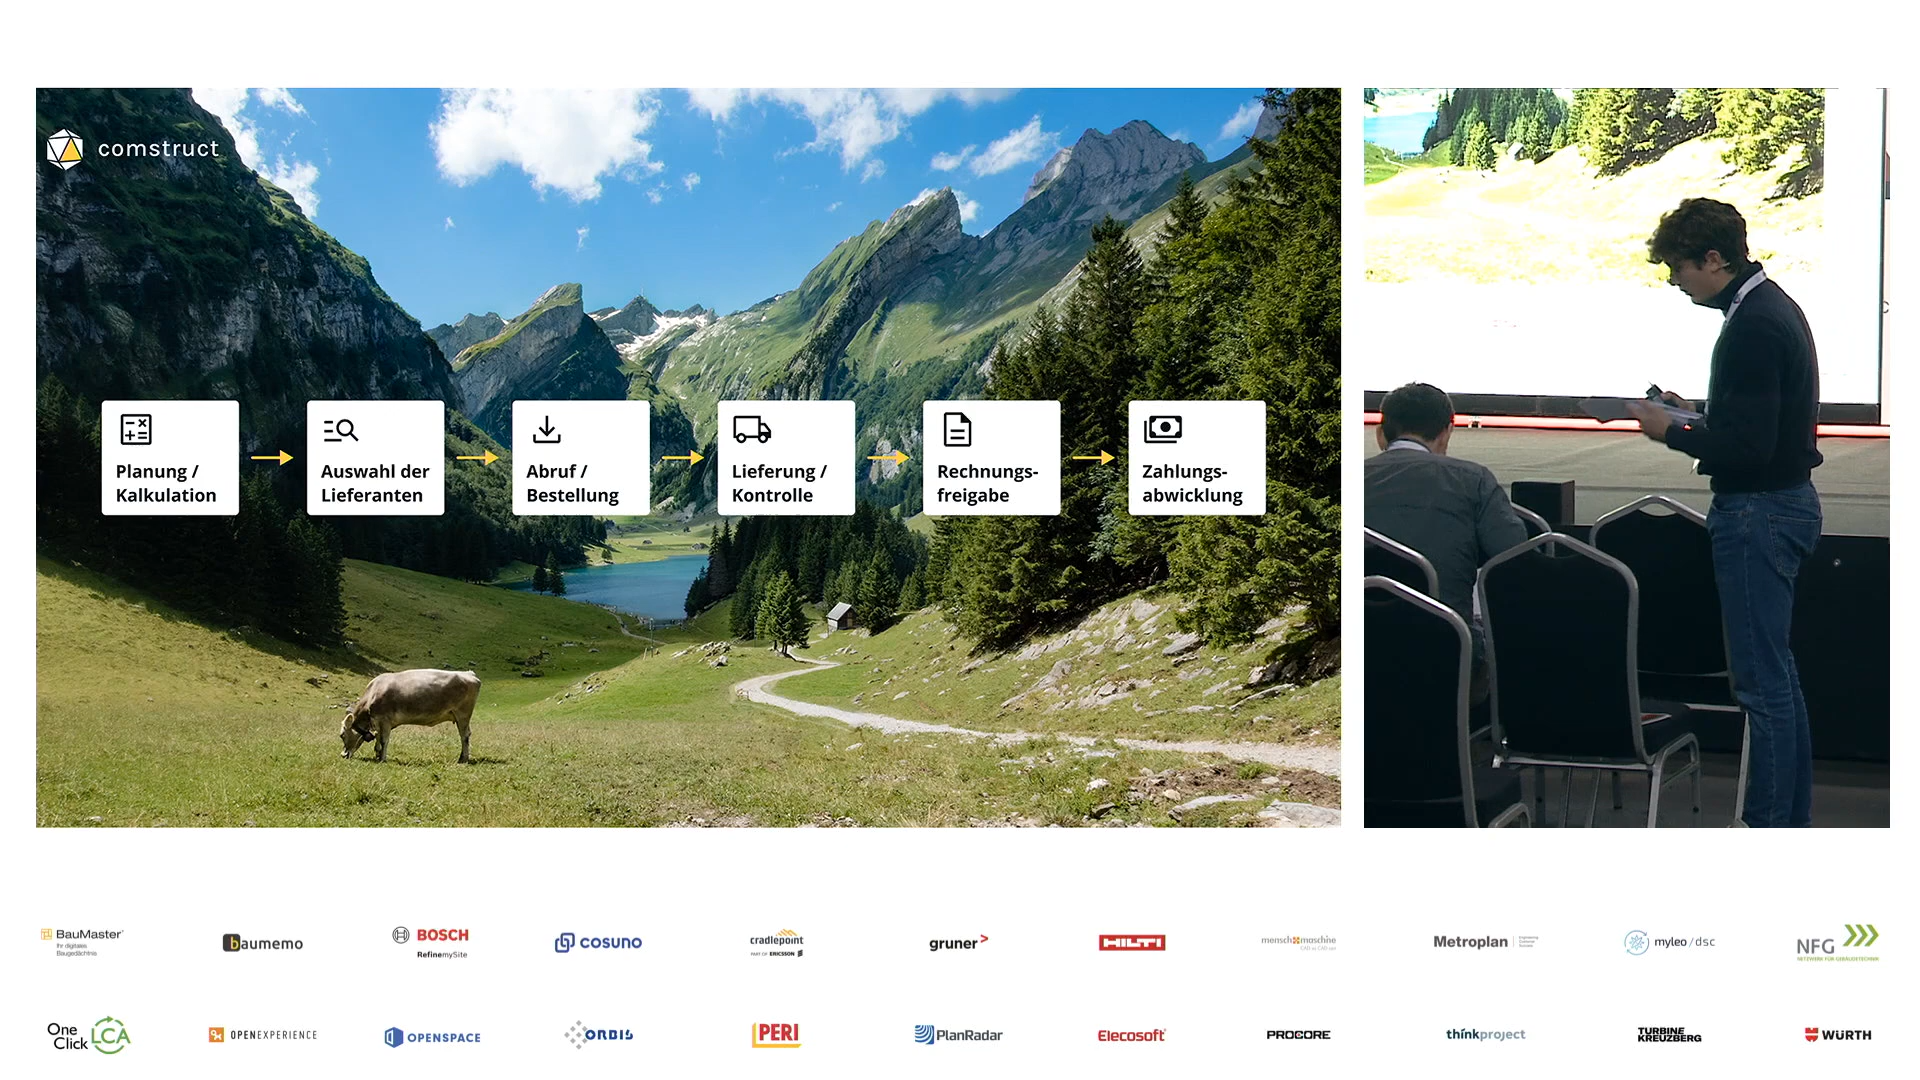 comstruct
Planung /
Kalkulation
Auswahl der
Lieferanten
Abruf /
Bestellung
Lieferung /
Kontrolle
Rechnungs-
freigabe
Zahlungs-
abwicklung
BauMaster
Ihr digitales
Baugedächtnis
baumemo
BOSCH
RefinemySite
cosuno
cradlepoint
PART OF ERICSSON
gruner>
HILTI
mensch maschine
CAD as CAD can
Metroplan
myleo / dsc
NFG
NETZWERK FÜR GEBÄUDETECHNIK
One
Click LCA
OPENEXPERIENCE
OPENSPACE
ORBIS
PERI
PlanRadar
Elecosoft
PROCORE
thinkproject
TURBINE
KREUZBERG
WÜRTH